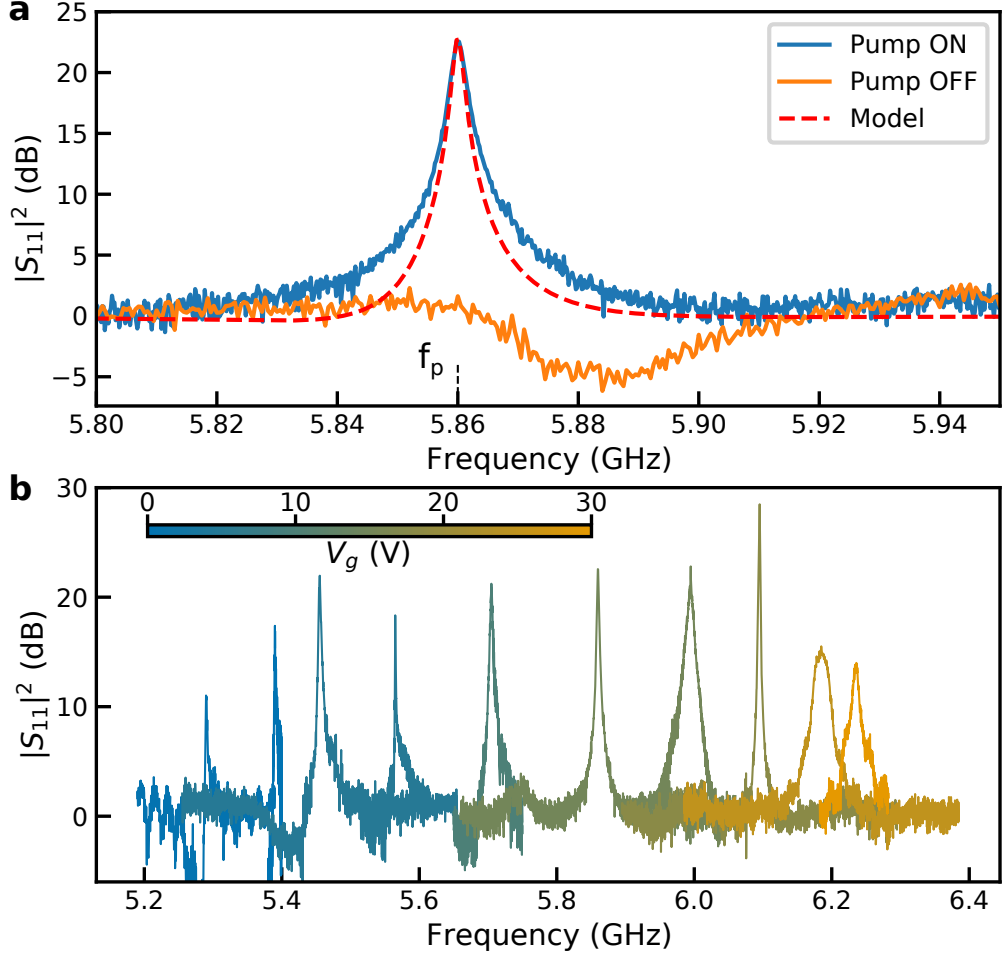 a
25
20
15
10
5
0
−5
|S₁₁|² (dB)
Pump ON
Pump OFF
Model
fₚ
5.80 5.82 5.84 5.86 5.88 5.90 5.92 5.94
Frequency (GHz)
b
30
20
10
0
|S₁₁|² (dB)
0 10 20 30
V_g (V)
5.2 5.4 5.6 5.8 6.0 6.2 6.4
Frequency (GHz)